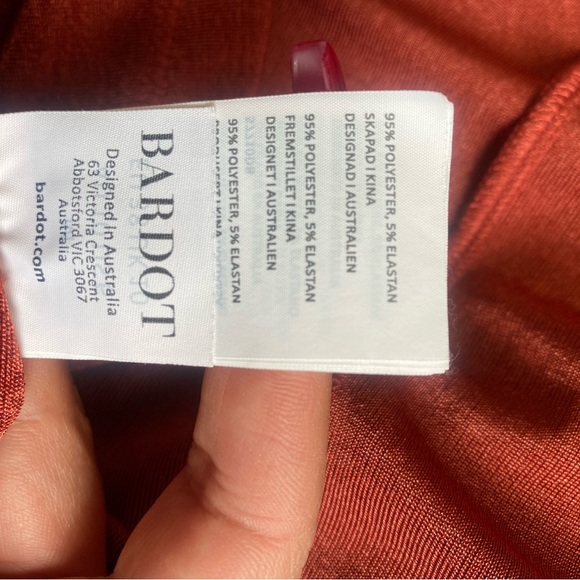 BARDOT
Designed In Australia
63 Victoria Crescent
Abbotsford VIC 3067
Australia
bardot.com
95% POLYESTER, 5% ELASTAN
SKAPAD I KINA
DESIGNAD I AUSTRALIEN
95% POLYESTER, 5% ELASTAN
FREMSTILLET I KINA
DESIGNET I AUSTRALIEN
95% POLYESTER, 5% ELASTAN